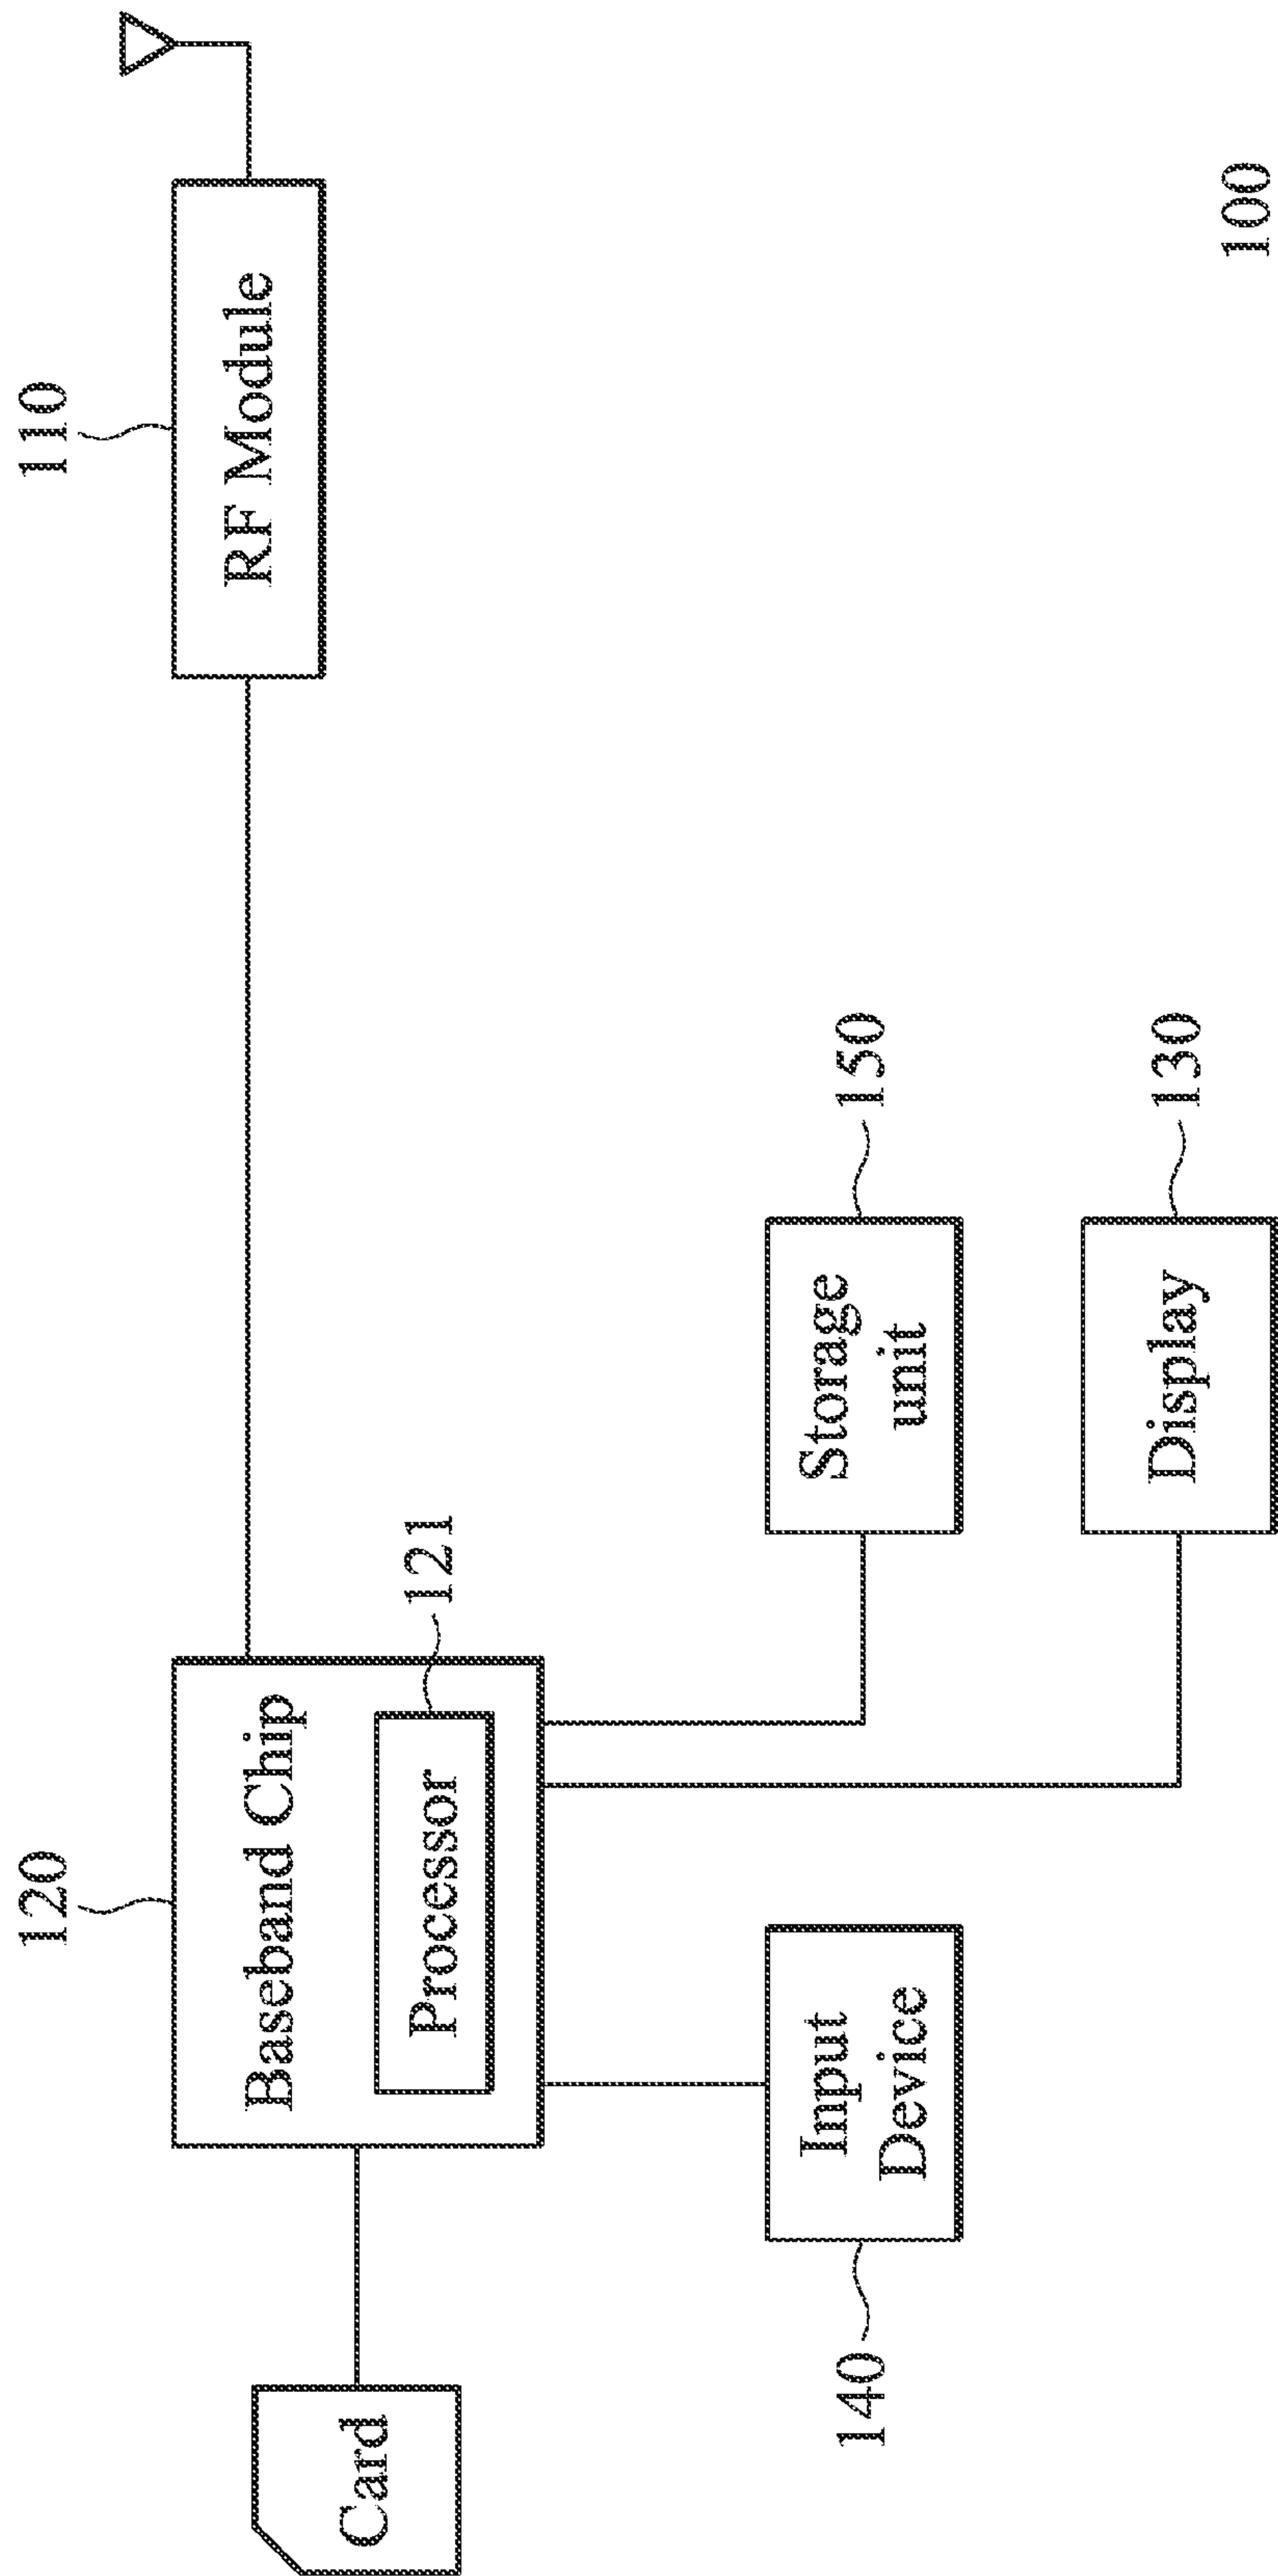 120
110
Card
Baseband Chip
RF Module
Processor
121
140
Input
Device
Storage
unit
150
Display
130
100